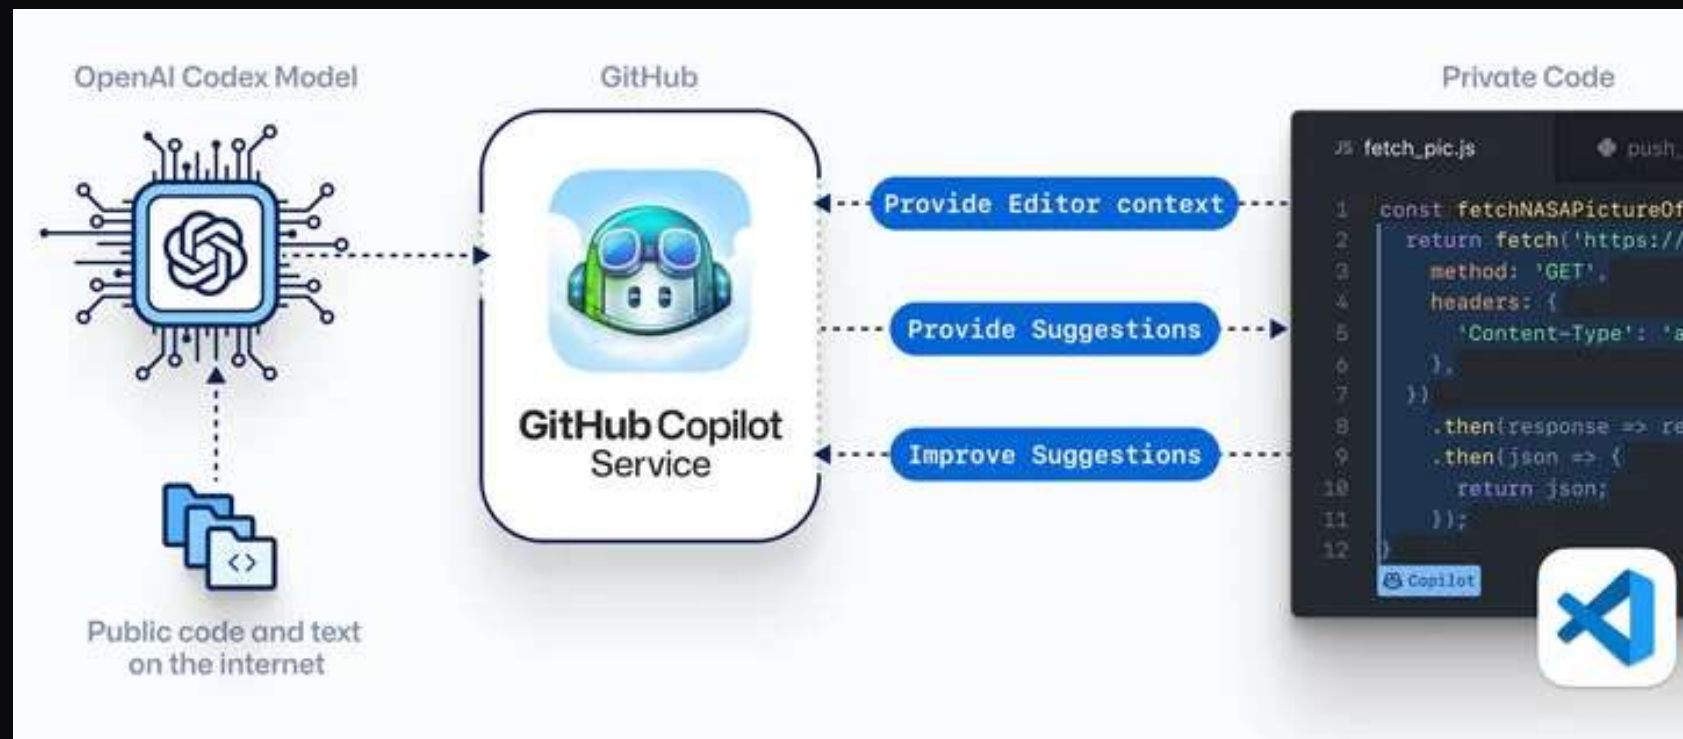 OpenAI Codex Model
GitHub
Private Code
JS fetch_pic.js
push_
Provide Editor context
Provide Suggestions
Improve Suggestions
GitHub Copilot
Service
Public code and text
on the internet
<>
1 const fetchNASAPictureOf
2 return fetch('https://
3 method: 'GET',
4 headers: {
5 'Content-Type': 'a
6 },
7 })
8 .then(response => re
9 .then(json => {
10 return json;
11 });
12 }
Copilot